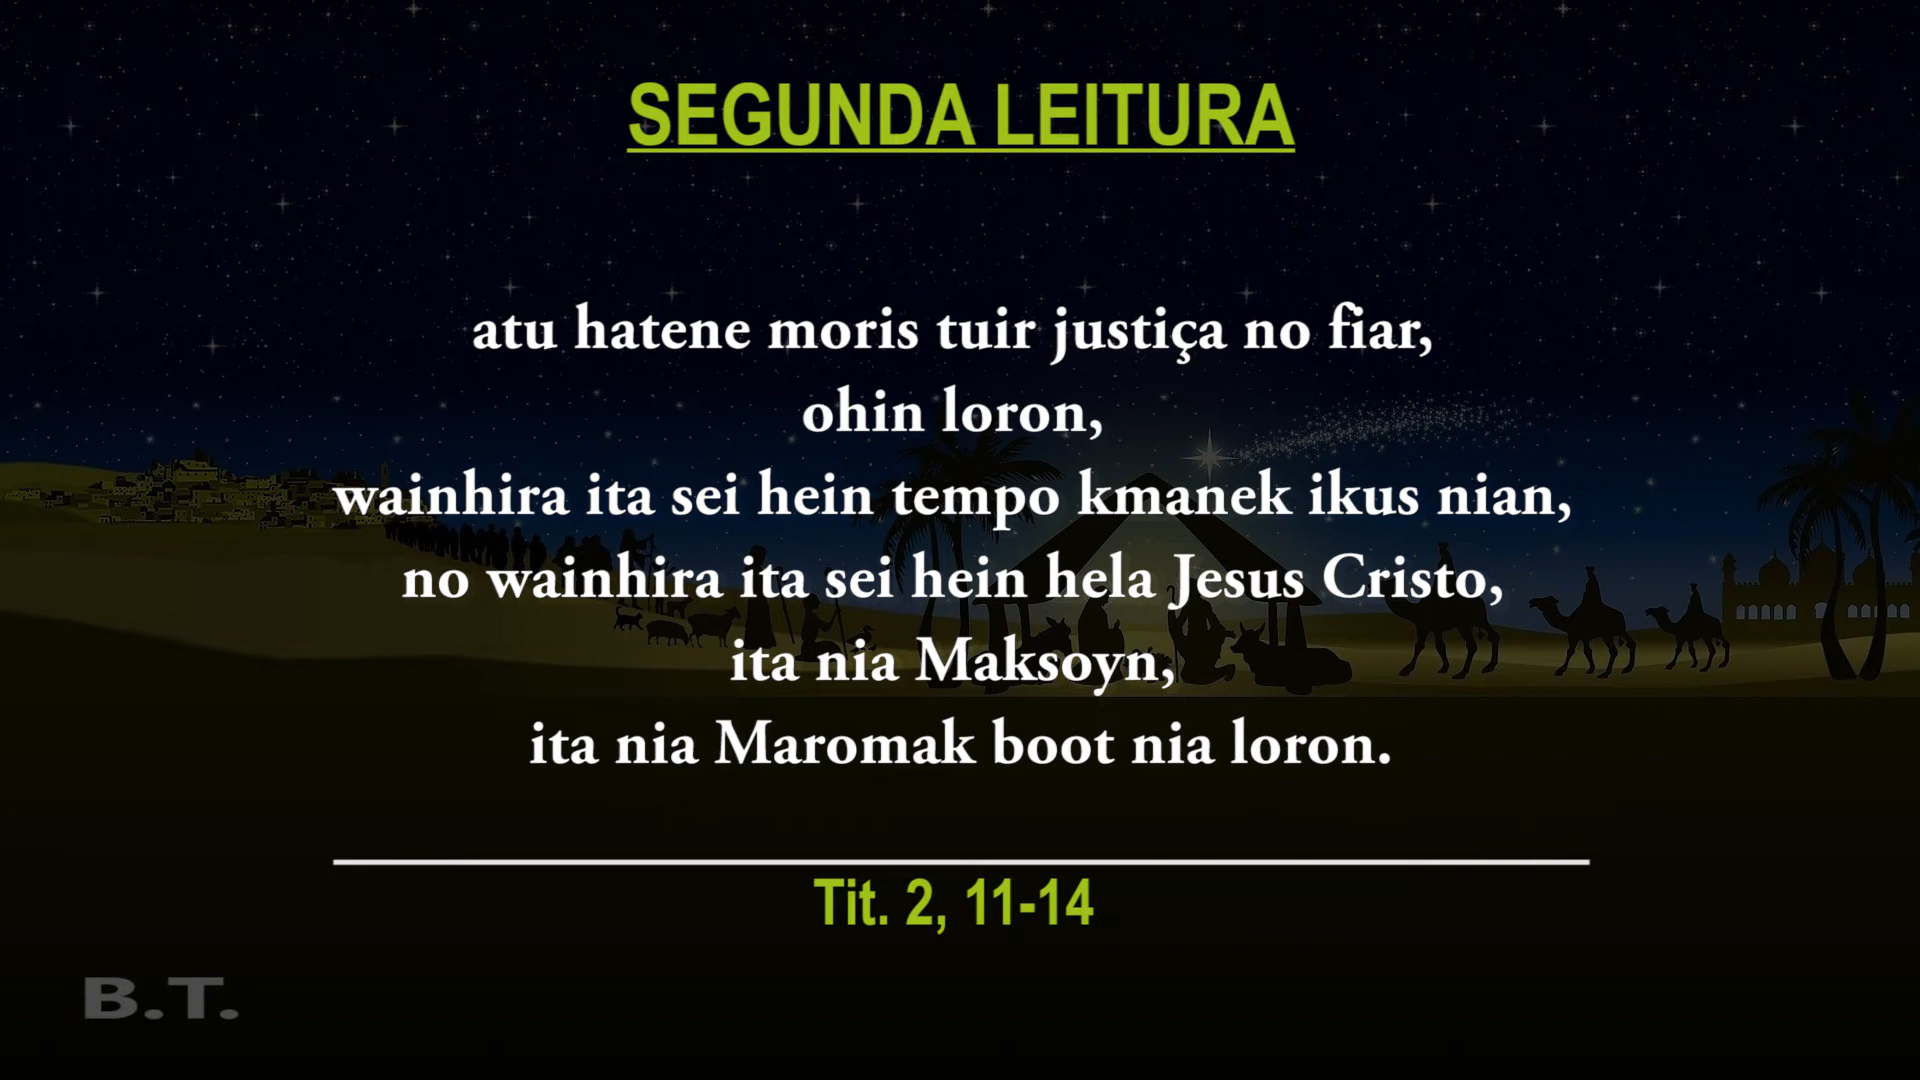 SEGUNDA LEITURA
atu hatene moris tuir justiça no fiar,
ohin loron,
wainhira ita sei hein tempo kmanek ikus nian,
no wainhira ita sei hein hela Jesus Cristo,
ita nia Maksoyn,
ita nia Maromak boot nia loron.
Tit. 2, 11-14
B.T.